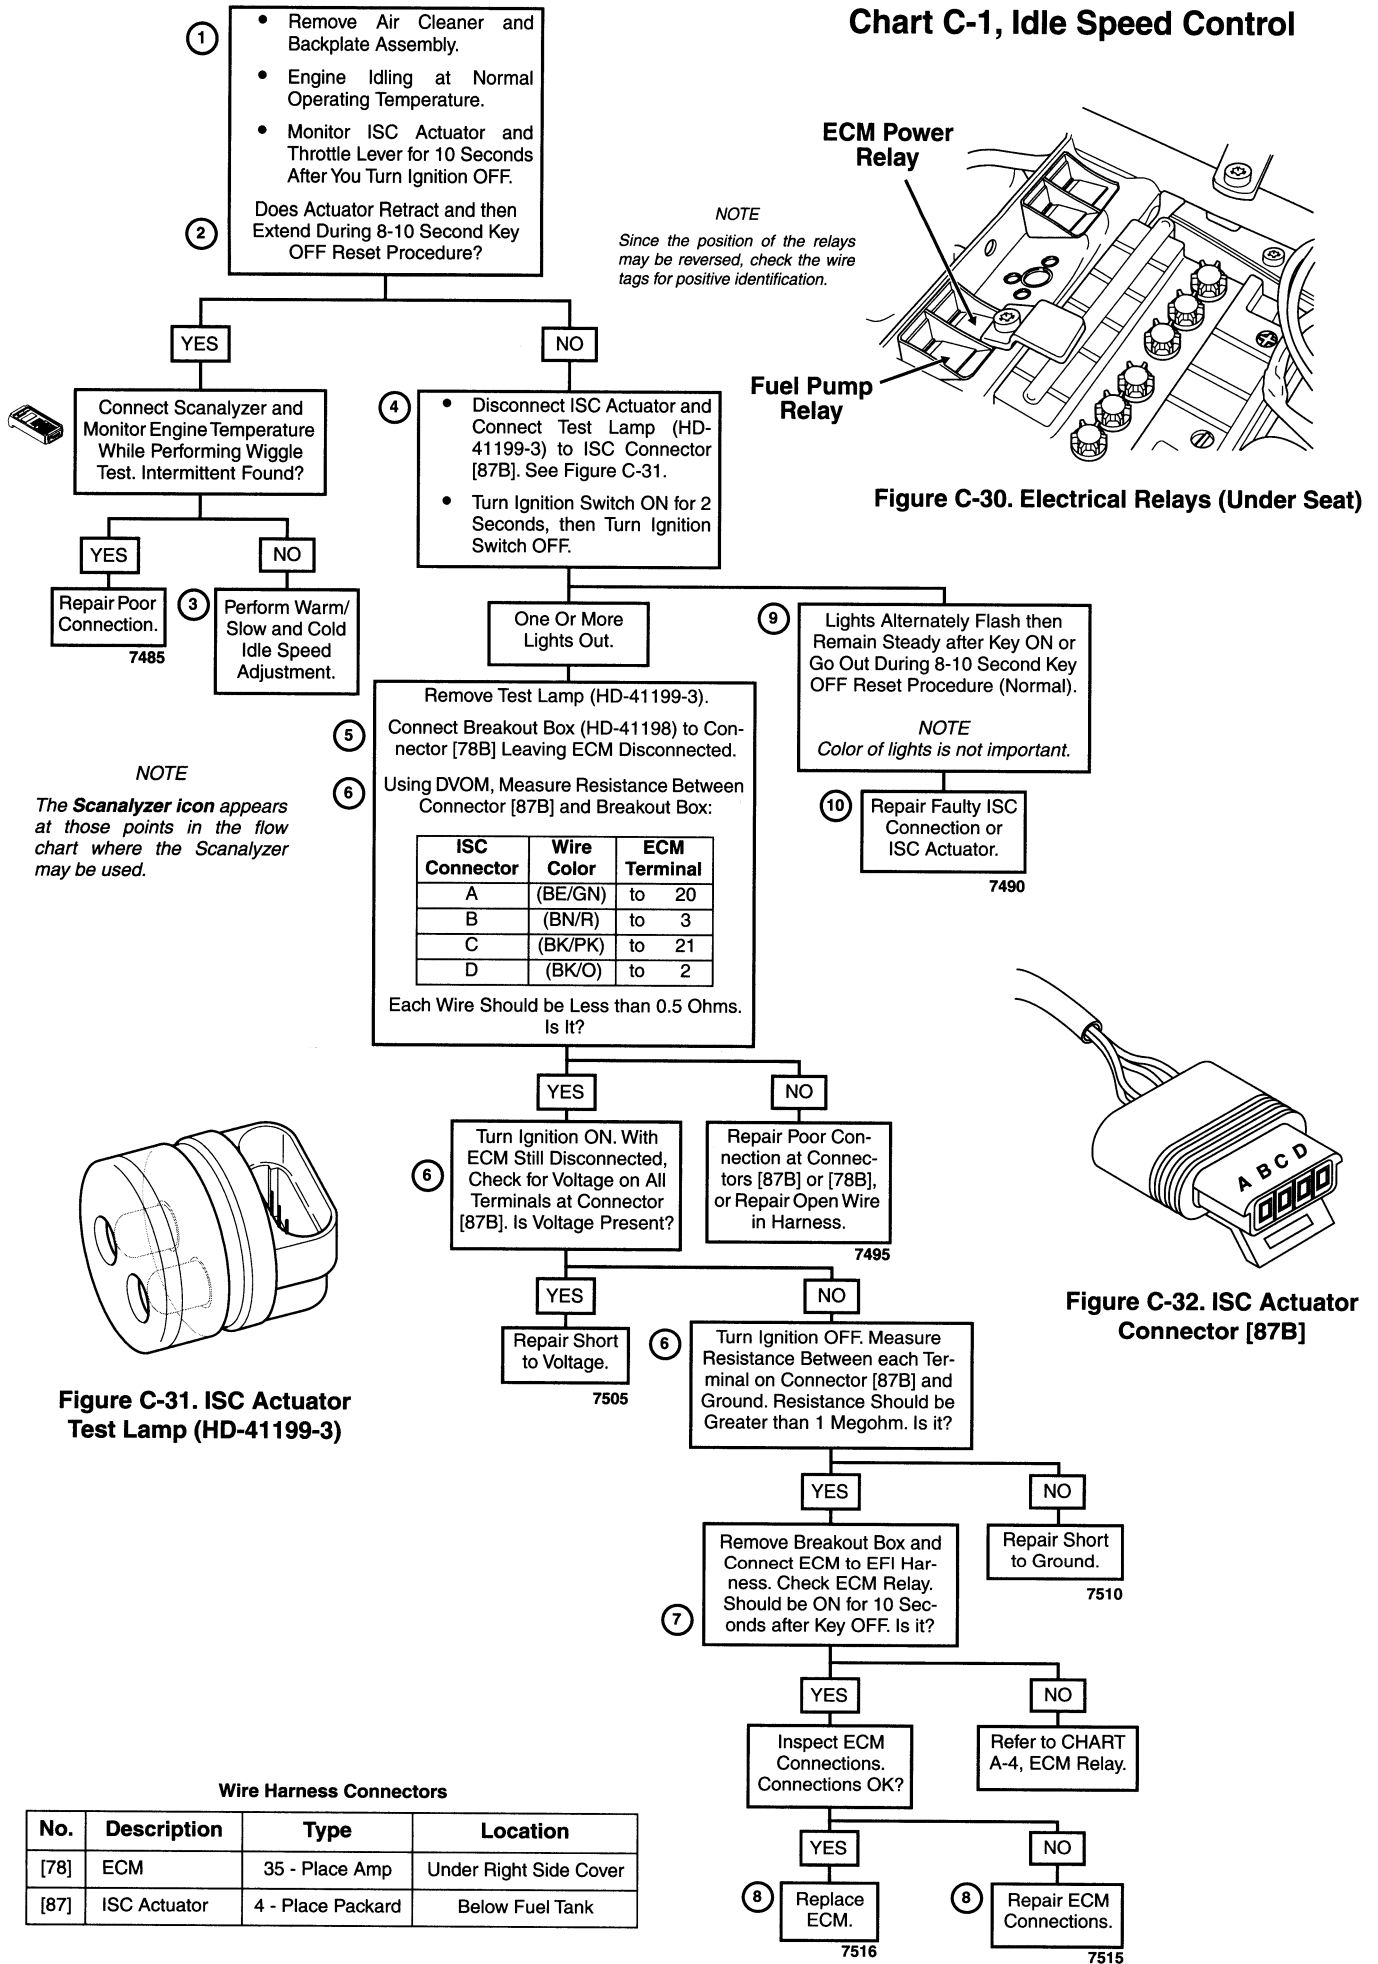 Chart C-1, Idle Speed Control
1
• Remove Air Cleaner and
Backplate Assembly.
• Engine Idling at Normal
Operating Temperature.
• Monitor ISC Actuator and
Throttle Lever for 10 Seconds
After You Turn Ignition OFF.
2
Does Actuator Retract and then
Extend During 8-10 Second Key
OFF Reset Procedure?
ECM Power
Relay
NOTE
Since the position of the relays
may be reversed, check the wire
tags for positive identification.
Fuel Pump
Relay
Figure C-30. Electrical Relays (Under Seat)
YES
NO
Connect Scanalyzer and
Monitor Engine Temperature
While Performing Wiggle
Test. Intermittent Found?
YES
NO
Repair Poor
Connection.
7485
3
Perform Warm/
Slow and Cold
Idle Speed
Adjustment.
4
• Disconnect ISC Actuator and
Connect Test Lamp (HD-
41199-3) to ISC Connector
[87B]. See Figure C-31.
• Turn Ignition Switch ON for 2
Seconds, then Turn Ignition
Switch OFF.
One Or More
Lights Out.
9
Lights Alternately Flash then
Remain Steady after Key ON or
Go Out During 8-10 Second Key
OFF Reset Procedure (Normal).
NOTE
Color of lights is not important.
10
Repair Faulty ISC
Connection or
ISC Actuator.
7490
Remove Test Lamp (HD-41199-3).
5
Connect Breakout Box (HD-41198) to Con-
nector [78B] Leaving ECM Disconnected.
6
Using DVOM, Measure Resistance Between
Connector [87B] and Breakout Box:
ISC Connector Wire Color ECM Terminal
A (BE/GN) to 20
B (BN/R) to 3
C (BK/PK) to 21
D (BK/O) to 2
Each Wire Should be Less than 0.5 Ohms.
Is It?
NOTE
The Scanalyzer icon appears
at those points in the flow
chart where the Scanalyzer
may be used.
YES
NO
6
Turn Ignition ON. With
ECM Still Disconnected,
Check for Voltage on All
Terminals at Connector
[87B]. Is Voltage Present?
Repair Poor Con-
nection at Connec-
tors [87B] or [78B],
or Repair Open Wire
in Harness.
7495
A B C D
Figure C-32. ISC Actuator
Connector [87B]
Figure C-31. ISC Actuator
Test Lamp (HD-41199-3)
YES
NO
Repair Short
to Voltage.
7505
6
Turn Ignition OFF. Measure
Resistance Between each Ter-
minal on Connector [87B] and
Ground. Resistance Should be
Greater than 1 Megohm. Is it?
YES
NO
Repair Short
to Ground.
7510
7
Remove Breakout Box and
Connect ECM to EFI Har-
ness. Check ECM Relay.
Should be ON for 10 Sec-
onds after Key OFF. Is it?
YES
NO
Inspect ECM
Connections.
Connections OK?
Refer to CHART
A-4, ECM Relay.
YES
NO
8
Replace
ECM.
7516
8
Repair ECM
Connections.
7515
Wire Harness Connectors
No. Description Type Location
[78] ECM 35 - Place Amp Under Right Side Cover
[87] ISC Actuator 4 - Place Packard Below Fuel Tank